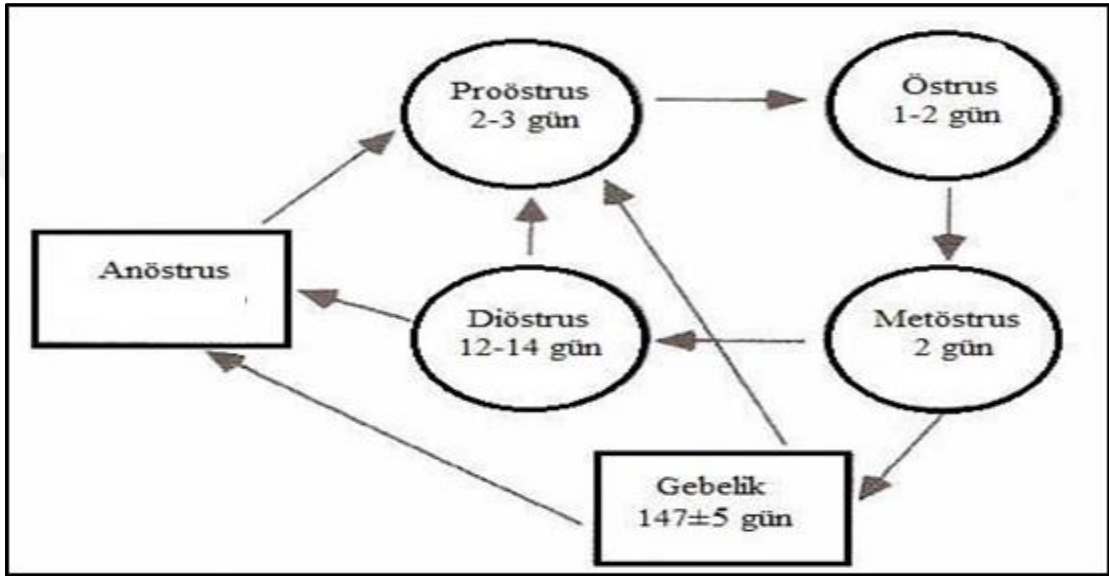 Proöstrus
2-3 gün
Östrus
1-2 gün
Anöstrus
Diöstrus
12-14 gün
Metöstrus
2 gün
Gebelik
147±5 gün